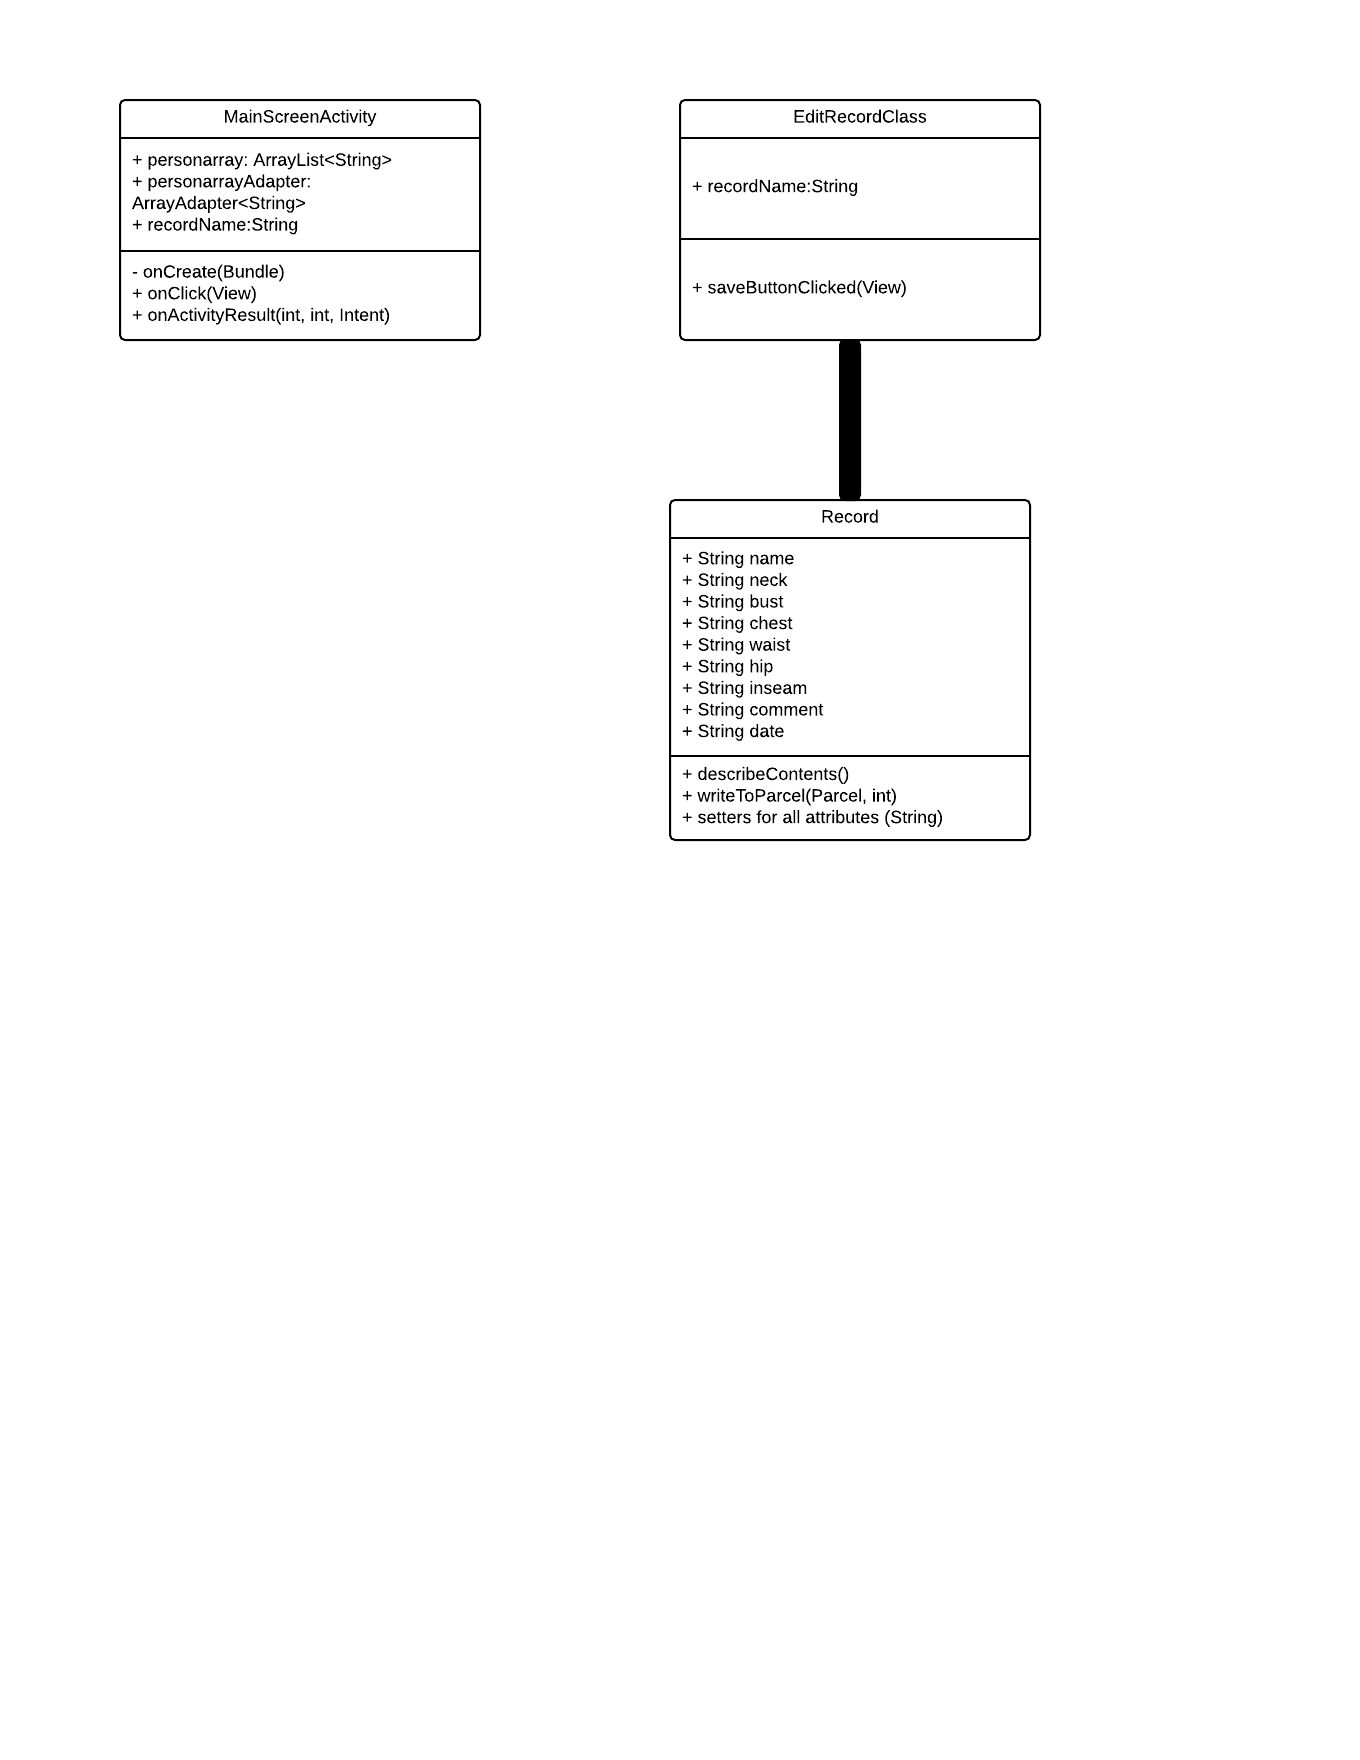 MainScreenActivity
+ personarray: ArrayList<String>
+ personarrayAdapter:
ArrayAdapter<String>
+ recordName:String
- onCreate(Bundle)
+ onClick(View)
+ onActivityResult(int, int, Intent)
EditRecordClass
+ recordName:String
+ saveButtonClicked(View)
Record
+ String name
+ String neck
+ String bust
+ String chest
+ String waist
+ String hip
+ String inseam
+ String comment
+ String date
+ describeContents()
+ writeToParcel(Parcel, int)
+ setters for all attributes (String)